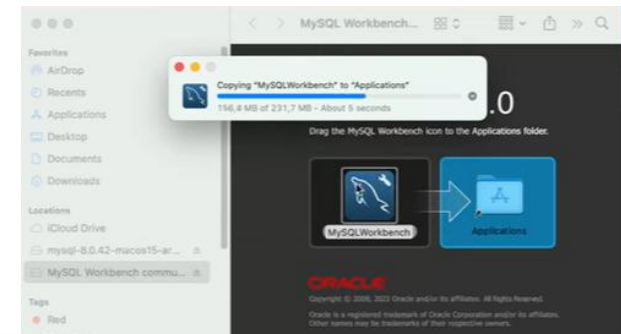 MySQL Workbench...
Favorites
AirDrop
Recents
Applications
Desktop
Documents
Downloads
Locations
iCloud Drive
mysql-8.0.42-macos15-ar...
MySQL Workbench commu...
Tags
Red
Copying "MySQLWorkbench" to "Applications"
156,4 MB of 231,7 MB - About 5 seconds
.0
Drag the MySQL Workbench icon to the Applications folder.
MySQLWorkbench
Applications
ORACLE
Copyright © 2008, 2023 Oracle and/or its affiliates. All Rights Reserved.
Oracle is a registered trademark of Oracle Corporation and/or its affiliates.
Other names may be trademarks of their respective owners.